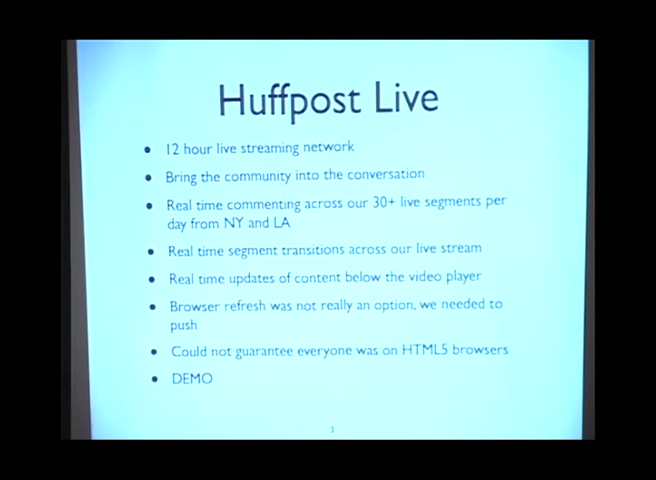 Huffpost Live
• 12 hour live streaming network
• Bring the community into the conversation
• Real time commenting across our 30+ live segments per
day from NY and LA
• Real time segment transitions across our live stream
• Real time updates of content below the video player
• Browser refresh was not really an option, we needed to
push
• Could not guarantee everyone was on HTML5 browsers
• DEMO
3